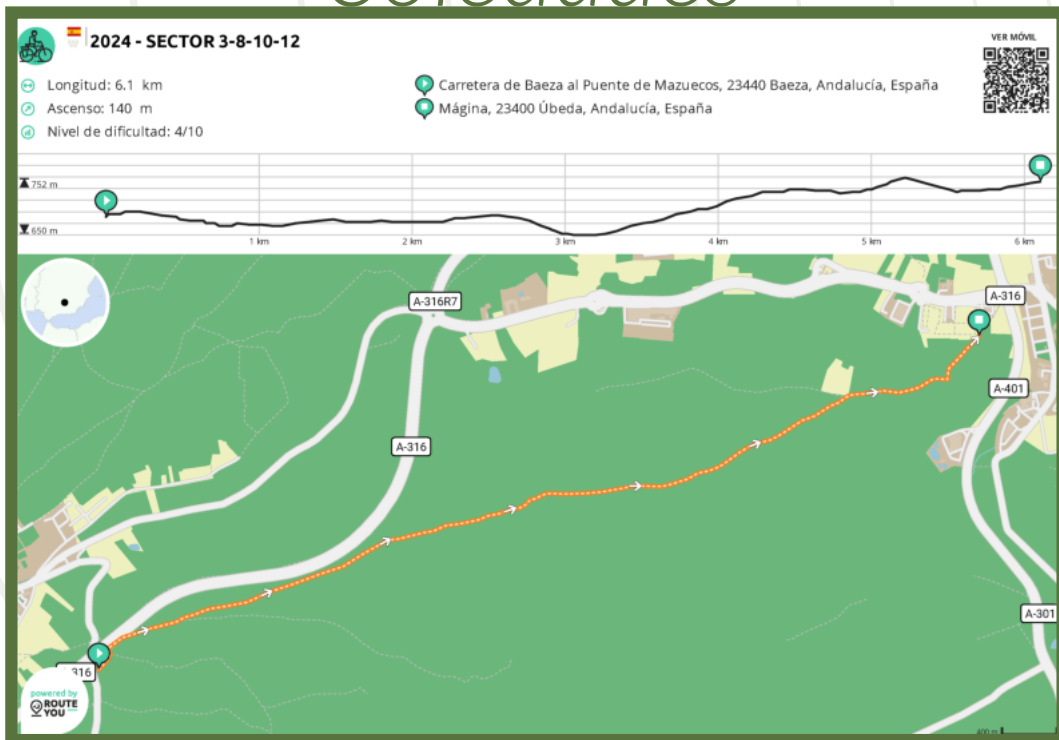 2024 - SECTOR 3-8-10-12
VER MÓVIL
Longitud: 6.1 km
Ascenso: 140 m
Nivel de dificultad: 4/10
Carretera de Baeza al Puente de Mazuecos, 23440 Baeza, Andalucía, España
Mágina, 23400 Úbeda, Andalucía, España
752 m
650 m
1 km
2 km
3 km
4 km
5 km
6 km
A-316R7
A-316
A-401
A-316
A-301
powered by
ROUTE
YOU
400 m